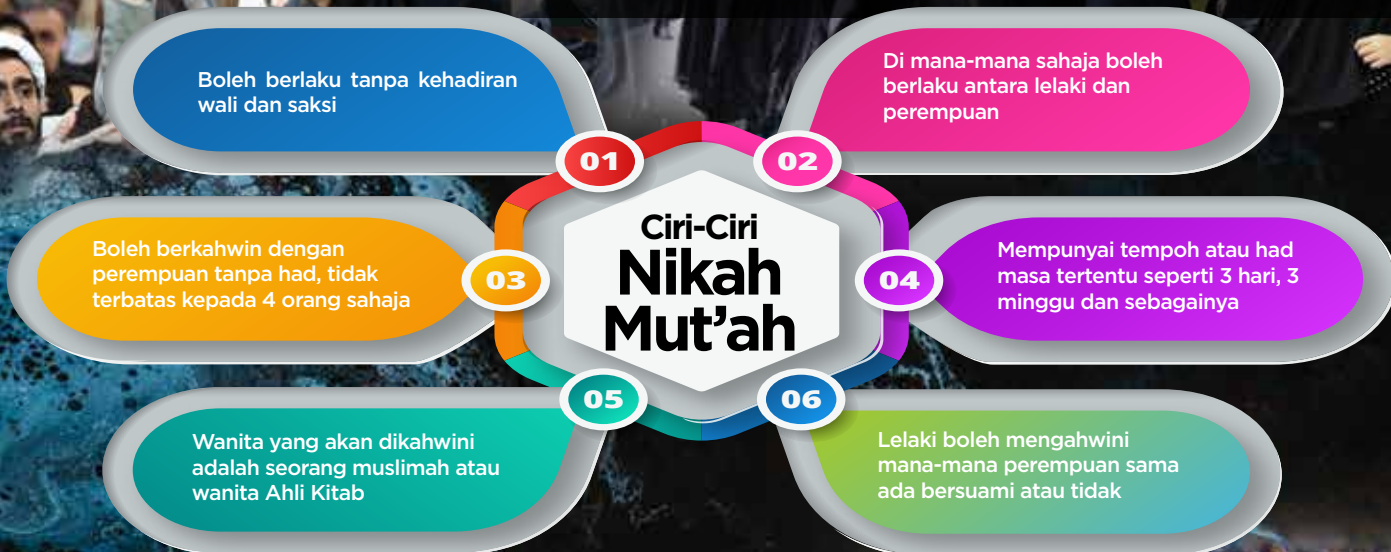 Ciri-Ciri
Nikah
Mut’ah
01
Boleh berlaku tanpa kehadiran
wali dan saksi
02
Di mana-mana sahaja boleh
berlaku antara lelaki dan
perempuan
03
Boleh berkahwin dengan
perempuan tanpa had, tidak
terbatas kepada 4 orang sahaja
04
Mempunyai tempoh atau had
masa tertentu seperti 3 hari, 3
minggu dan sebagainya
05
Wanita yang akan dikahwini
adalah seorang muslimah atau
wanita Ahli Kitab
06
Lelaki boleh mengahwini
mana-mana perempuan sama
ada bersuami atau tidak